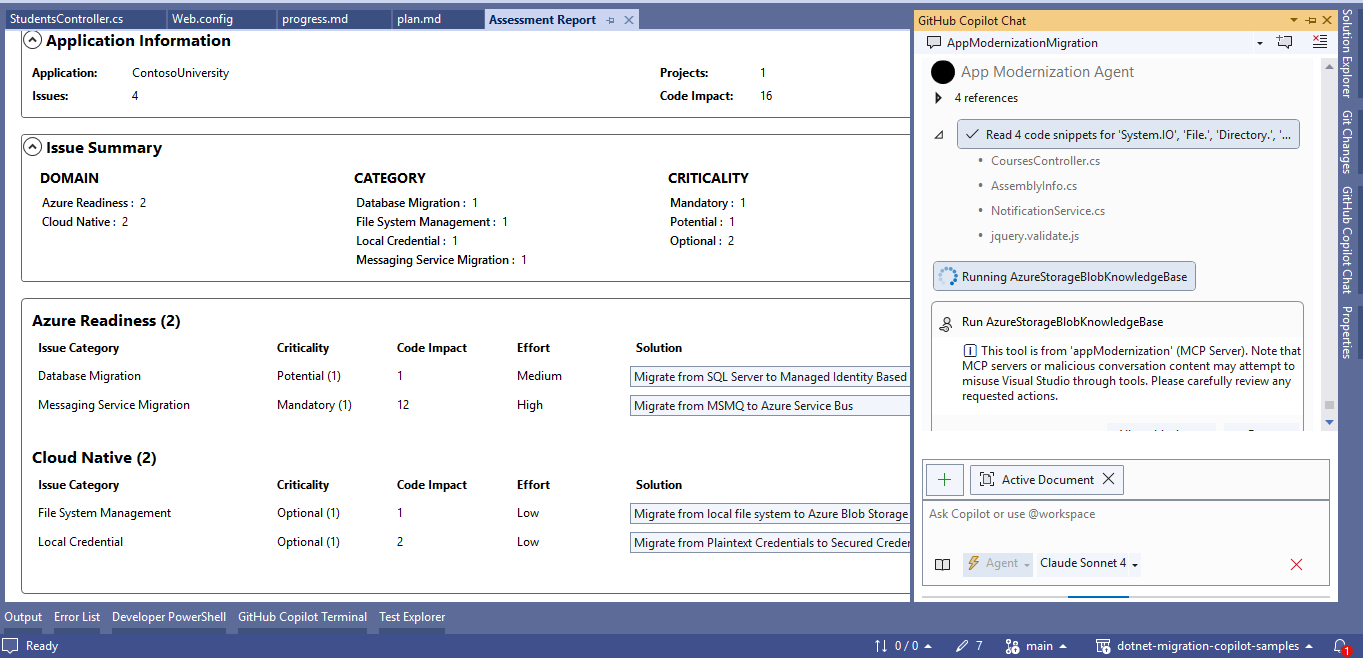 StudentsController.cs Web.config progress.md plan.md Assessment Report
Application Information
Application: ContosoUniversity Projects: 1
Issues: 4 Code Impact: 16
Issue Summary
DOMAIN CATEGORY CRITICALITY
Azure Readiness : 2 Database Migration : 1 Mandatory : 1
Cloud Native : 2 File System Management : 1 Potential : 1
Local Credential : 1 Optional : 2
Messaging Service Migration : 1
Azure Readiness (2)
Issue Category Criticality Code Impact Effort Solution
Database Migration Potential (1) 1 Medium Migrate from SQL Server to Managed Identity Based
Messaging Service Migration Mandatory (1) 12 High Migrate from MSMQ to Azure Service Bus
Cloud Native (2)
Issue Category Criticality Code Impact Effort Solution
File System Management Optional (1) 1 Low Migrate from local file system to Azure Blob Storage
Local Credential Optional (1) 2 Low Migrate from Plaintext Credentials to Secured Creder
GitHub Copilot Chat
AppModernizationMigration
App Modernization Agent
4 references
Read 4 code snippets for 'System.IO', 'File.', 'Directory.', '...
• CoursesController.cs
• AssemblyInfo.cs
• NotificationService.cs
• jquery.validate.js
Running AzureStorageBlobKnowledgeBase
Run AzureStorageBlobKnowledgeBase
This tool is from 'appModernization' (MCP Server). Note that
MCP servers or malicious conversation content may attempt to
misuse Visual Studio through tools. Please carefully review any
requested actions.
Active Document
Ask Copilot or use @workspace
Agent Claude Sonnet 4
Solution Explorer
Git Changes
GitHub Copilot Chat
Properties
Output Error List Developer PowerShell GitHub Copilot Terminal Test Explorer
Ready 0 / 0 7 main dotnet-migration-copilot-samples 1